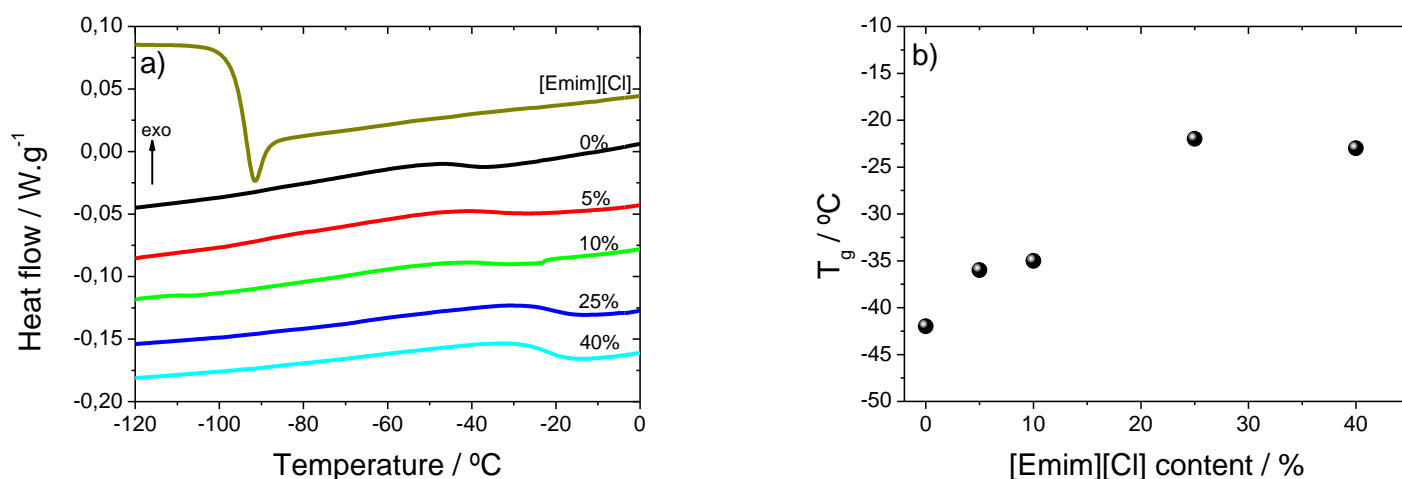 a)
0,10
0,05
0,00
-0,05
-0,10
-0,15
-0,20
Heat flow / W.g-1
exo
[Emim][Cl]
0%
5%
10%
25%
40%
-120 -100 -80 -60 -40 -20 0
Temperature / ºC
b)
-10
-15
-20
-25
-30
-35
-40
-45
-50
Tg / ºC
0 10 20 30 40
[Emim][Cl] content / %